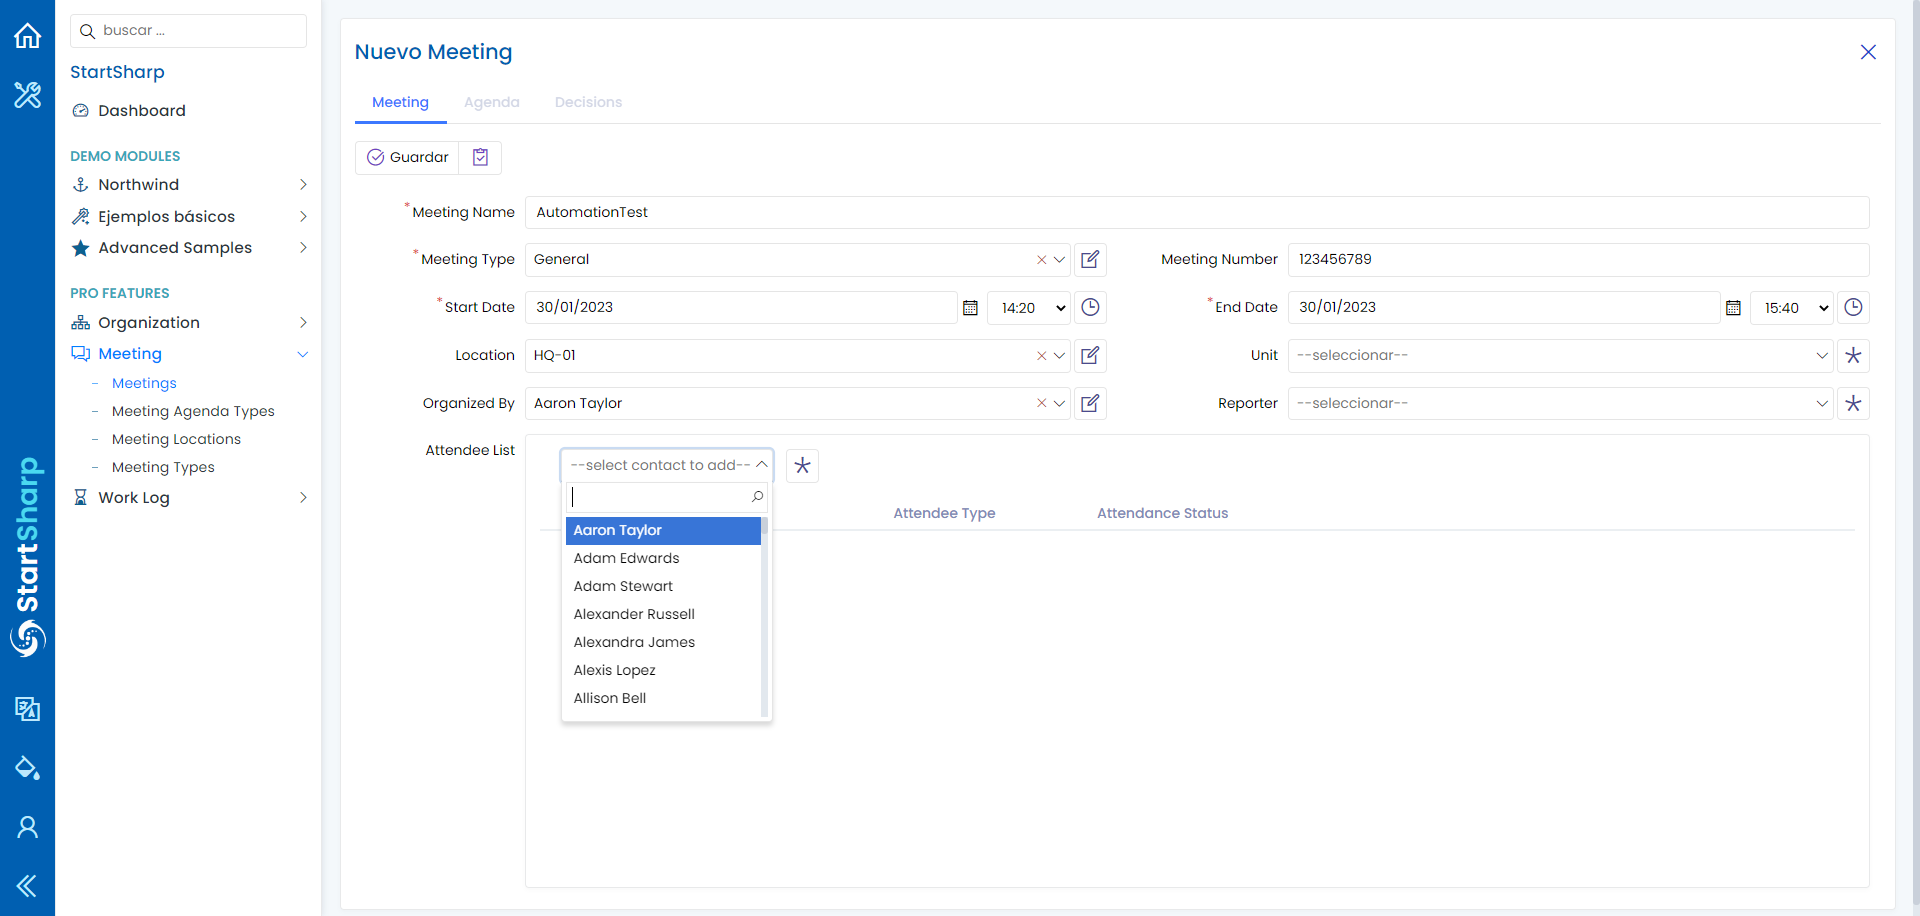 buscar ...
StartSharp
Dashboard
DEMO MODULES
Northwind
Ejemplos básicos
Advanced Samples
PRO FEATURES
Organization
Meeting
Meetings
Meeting Agenda Types
Meeting Locations
Meeting Types
Work Log
StartSharp
Nuevo Meeting
Meeting Agenda Decisions
Guardar
*Meeting Name AutomationTest
*Meeting Type General Meeting Number 123456789
*Start Date 30/01/2023 14:20 *End Date 30/01/2023 15:40
Location HQ-01 Unit --seleccionar--
Organized By Aaron Taylor Reporter --seleccionar--
Attendee List --select contact to add--
Attendee Type Attendance Status
Aaron Taylor
Adam Edwards
Adam Stewart
Alexander Russell
Alexandra James
Alexis Lopez
Allison Bell